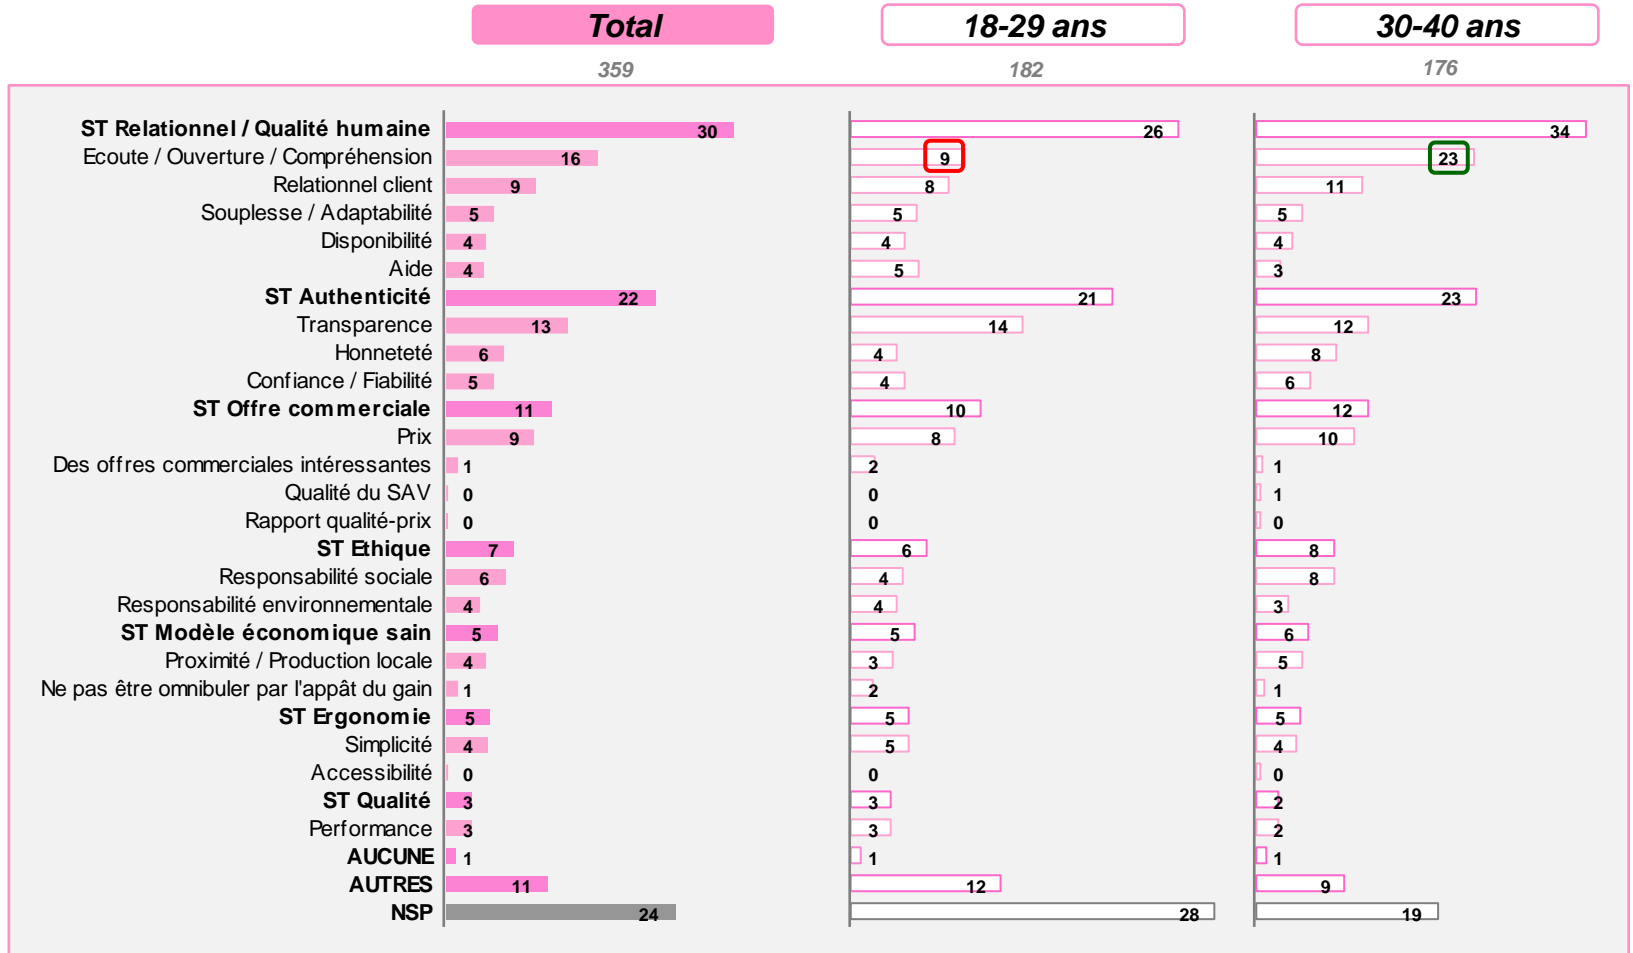 Total 18-29 ans 30-40 ans
359 182 176
ST Relationnel / Qualité humaine 30 26 34
Ecoute / Ouverture / Compréhension 16 9 23
Relationnel client 9 8 11
Souplesse / Adaptabilité 5 5 5
Disponibilité 4 4 4
Aide 4 5 3
ST Authenticité 22 21 23
Transparence 13 14 12
Honneteté 6 4 8
Confiance / Fiabilité 5 4 6
ST Offre commerciale 11 10 12
Prix 9 8 10
Des offres commerciales intéressantes 1 2 1
Qualité du SAV 0 0 1
Rapport qualité-prix 0 0 0
ST Ethique 7 6 8
Responsabilité sociale 6 4 8
Responsabilité environnementale 4 4 3
ST Modèle économique sain 5 5 6
Proximité / Production locale 4 3 5
Ne pas être omnibuler par l'appât du gain 1 2 1
ST Ergonomie 5 5 5
Simplicité 4 5 4
Accessibilité 0 0 0
ST Qualité 3 3 2
Performance 3 3 2
AUCUNE 1 1 1
AUTRES 11 12 9
NSP 24 28 19